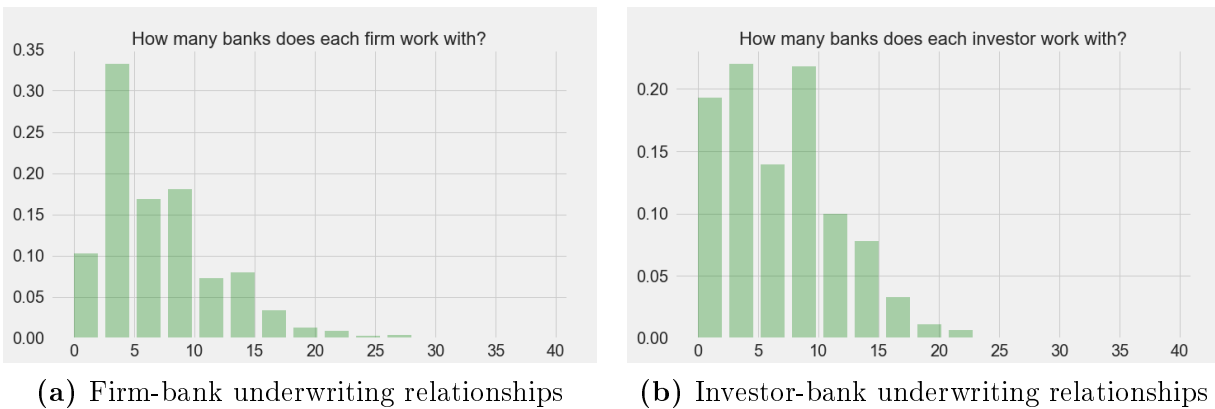 How many banks does each firm work with?
0.35
0.30
0.25
0.20
0.15
0.10
0.05
0.00
0 5 10 15 20 25 30 35 40
(a) Firm-bank underwriting relationships
How many banks does each investor work with?
0.20
0.15
0.10
0.05
0.00
0 5 10 15 20 25 30 35 40
(b) Investor-bank underwriting relationships